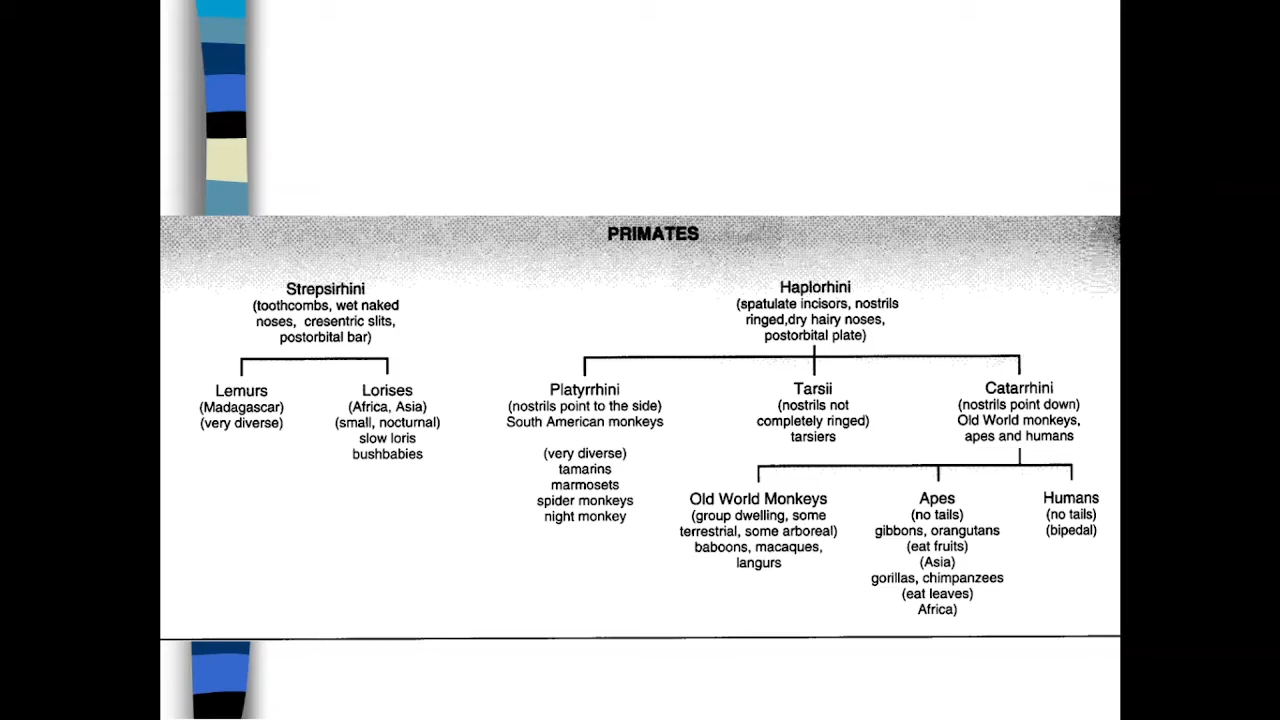 PRIMATES
Strepsirhini
(toothcombs, wet naked
noses, cresentric slits,
postorbital bar)
Haplorhini
(spatulate incisors, nostrils
ringed,dry hairy noses,
postorbital plate)
Lemurs
(Madagascar)
(very diverse)
Lorises
(Africa, Asia)
(small, nocturnal)
slow loris
bushbabies
Platyrrhini
(nostrils point to the side)
South American monkeys
(very diverse)
tamarins
marmosets
spider monkeys
night monkey
Tarsii
(nostrils not
completely ringed)
tarsiers
Catarrhini
(nostrils point down)
Old World monkeys,
apes and humans
Old World Monkeys
(group dwelling, some
terrestrial, some arboreal)
baboons, macaques,
langurs
Apes
(no tails)
gibbons, orangutans
(eat fruits)
(Asia)
gorillas, chimpanzees
(eat leaves)
Africa)
Humans
(no tails)
(bipedal)